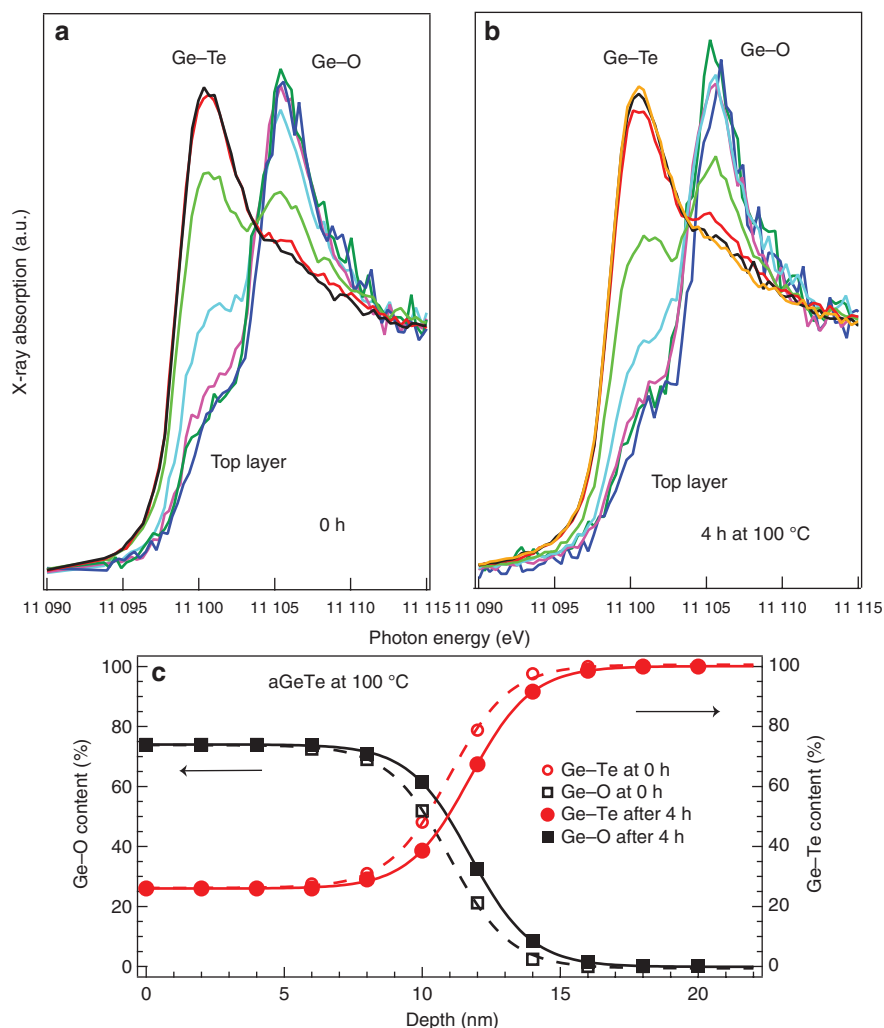 a
Ge–Te
Ge–O
Top layer
0 h
11 090
11 095
11 100
11 105
11 110
11 115
b
Ge–Te
Ge–O
Top layer
4 h at 100 °C
11 090
11 095
11 100
11 105
11 110
11 115
X-ray absorption (a.u.)
Photon energy (eV)
c
aGeTe at 100 °C
100
80
60
40
20
0
Ge–O content (%)
100
80
60
40
20
0
Ge–Te content (%)
Ge–Te at 0 h
Ge–O at 0 h
Ge–Te after 4 h
Ge–O after 4 h
0
5
10
15
20
Depth (nm)